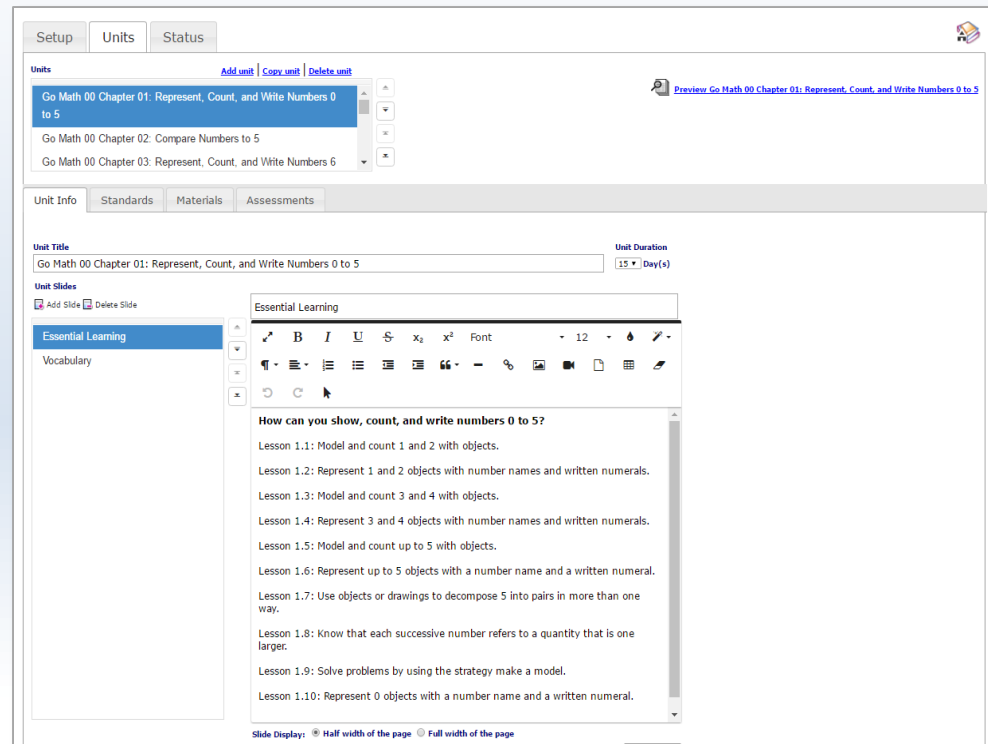 Setup Units Status
Units Add unit Copy unit Delete unit
Go Math 00 Chapter 01: Represent, Count, and Write Numbers 0
to 5
Go Math 00 Chapter 02: Compare Numbers to 5
Go Math 00 Chapter 03: Represent, Count, and Write Numbers 6
Preview Go Math 00 Chapter 01: Represent, Count, and Write Numbers 0 to 5
Unit Info Standards Materials Assessments
Unit Title Unit Duration
Go Math 00 Chapter 01: Represent, Count, and Write Numbers 0 to 5 15 Day(s)
Unit Slides
Add Slide Delete Slide Essential Learning
Essential Learning
Vocabulary
B I U S x₂ x² Font 12
How can you show, count, and write numbers 0 to 5?
Lesson 1.1: Model and count 1 and 2 with objects.
Lesson 1.2: Represent 1 and 2 objects with number names and written numerals.
Lesson 1.3: Model and count 3 and 4 with objects.
Lesson 1.4: Represent 3 and 4 objects with number names and written numerals.
Lesson 1.5: Model and count up to 5 with objects.
Lesson 1.6: Represent up to 5 objects with a number name and a written numeral.
Lesson 1.7: Use objects or drawings to decompose 5 into pairs in more than one
way.
Lesson 1.8: Know that each successive number refers to a quantity that is one
larger.
Lesson 1.9: Solve problems by using the strategy make a model.
Lesson 1.10: Represent 0 objects with a number name and a written numeral.
Slide Display: Half width of the page Full width of the page